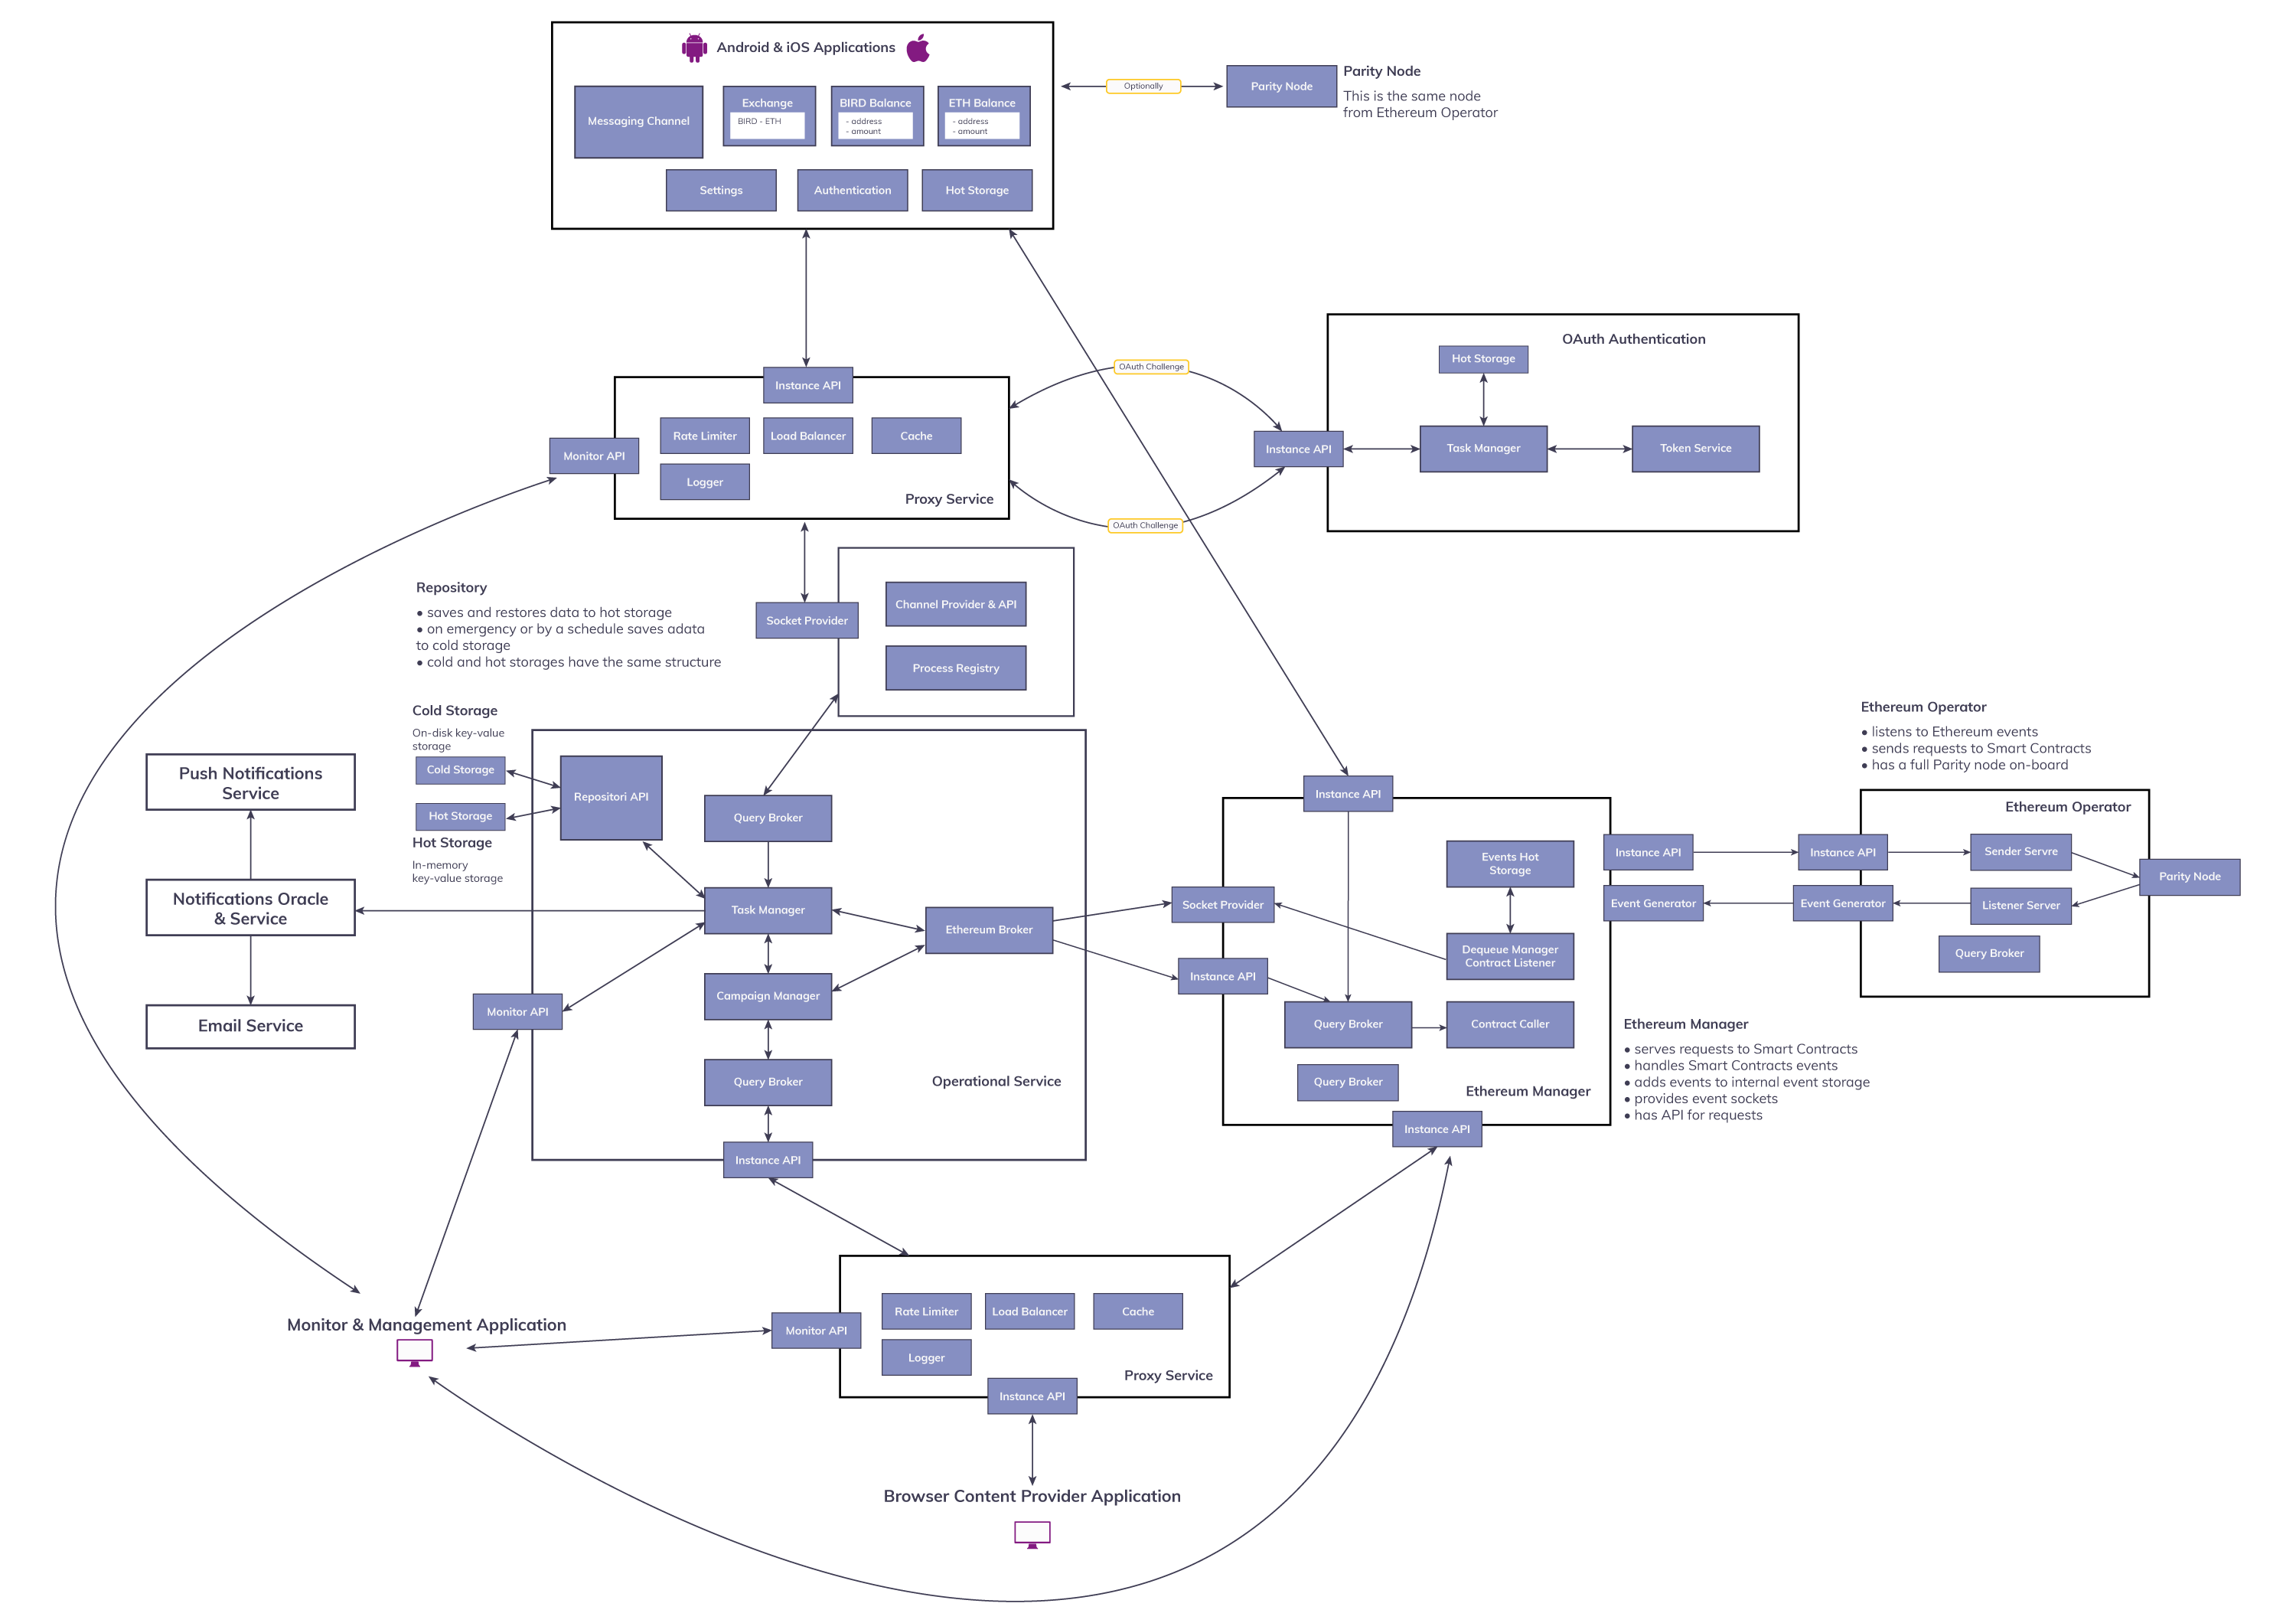 Android & iOS Applications
Messaging Channel
Exchange
BIRD - ETH
BIRD Balance
- address
- amount
ETH Balance
- address
- amount
Settings
Authentication
Hot Storage
Optionally
Parity Node
Parity Node
This is the same node
from Ethereum Operator
Instance API
Rate Limiter
Load Balancer
Cache
Monitor API
Logger
Proxy Service
OAuth Challenge
OAuth Challenge
OAuth Authentication
Hot Storage
Instance API
Task Manager
Token Service
Repository
• saves and restores data to hot storage
• on emergency or by a schedule saves adata
to cold storage
• cold and hot storages have the same structure
Socket Provider
Channel Provider & API
Process Registry
Cold Storage
On-disk key-value
storage
Cold Storage
Hot Storage
Hot Storage
In-memory
key-value storage
Repositori API
Query Broker
Push Notifications
Service
Notifications Oracle
& Service
Email Service
Task Manager
Ethereum Broker
Campaign Manager
Monitor API
Query Broker
Operational Service
Instance API
Instance API
Events Hot
Storage
Socket Provider
Dequeue Manager
Contract Listener
Instance API
Query Broker
Contract Caller
Query Broker
Ethereum Manager
Instance API
Instance API
Event Generator
Ethereum Operator
• listens to Ethereum events
• sends requests to Smart Contracts
• has a full Parity node on-board
Ethereum Operator
Instance API
Sender Servre
Parity Node
Event Generator
Listener Server
Query Broker
Ethereum Manager
• serves requests to Smart Contracts
• handles Smart Contracts events
• adds events to internal event storage
• provides event sockets
• has API for requests
Monitor & Management Application
Monitor API
Rate Limiter
Load Balancer
Cache
Logger
Proxy Service
Instance API
Browser Content Provider Application